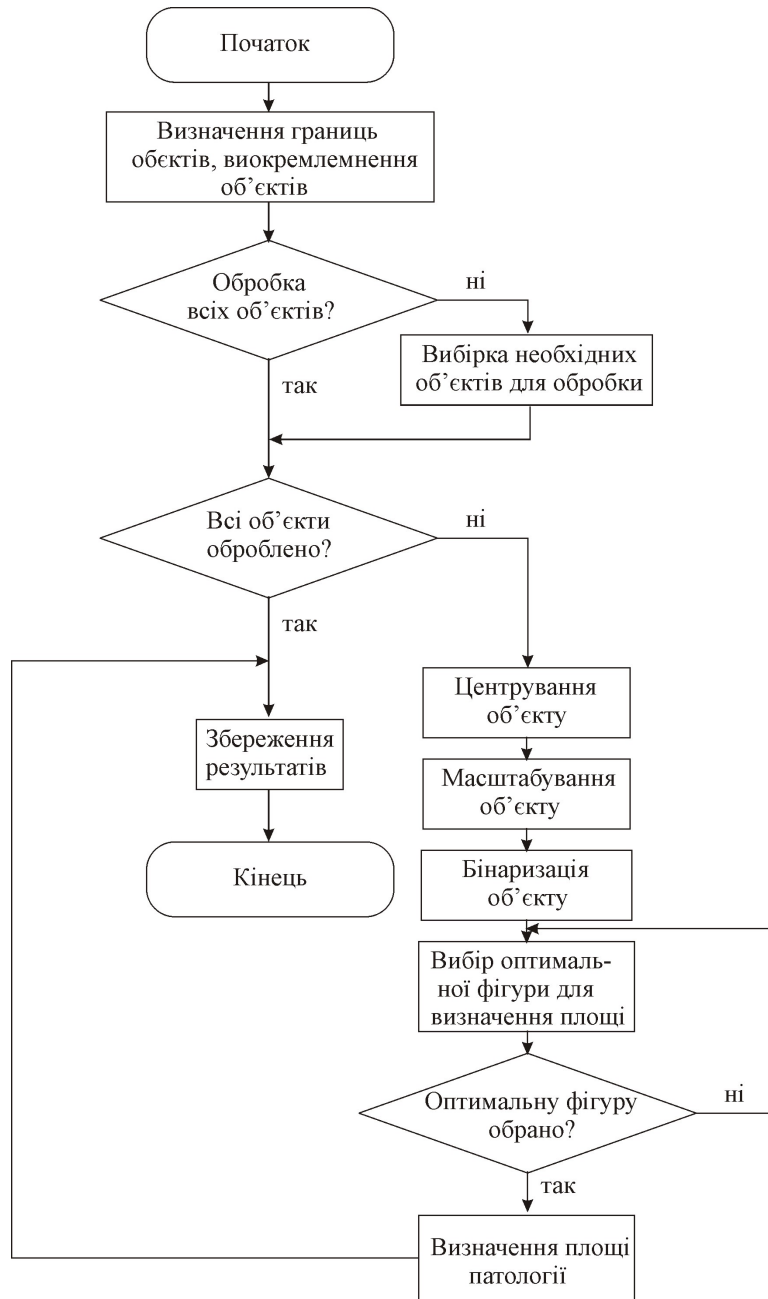 Початок
Визначення границь
обєктів, виокремлемнення
об’єктів
Обробка
всіх об’єктів?
ні
Вибірка необхідних
об’єктів для обробки
так
Всі об’єкти
оброблено?
ні
так
Центрування
об’єкту
Збереження
результатів
Масштабування
об’єкту
Кінець
Бінаризація
об’єкту
Вибір оптималь-
ної фігури для
визначення площі
Оптимальну фігуру
обрано?
ні
так
Визначення площі
патології